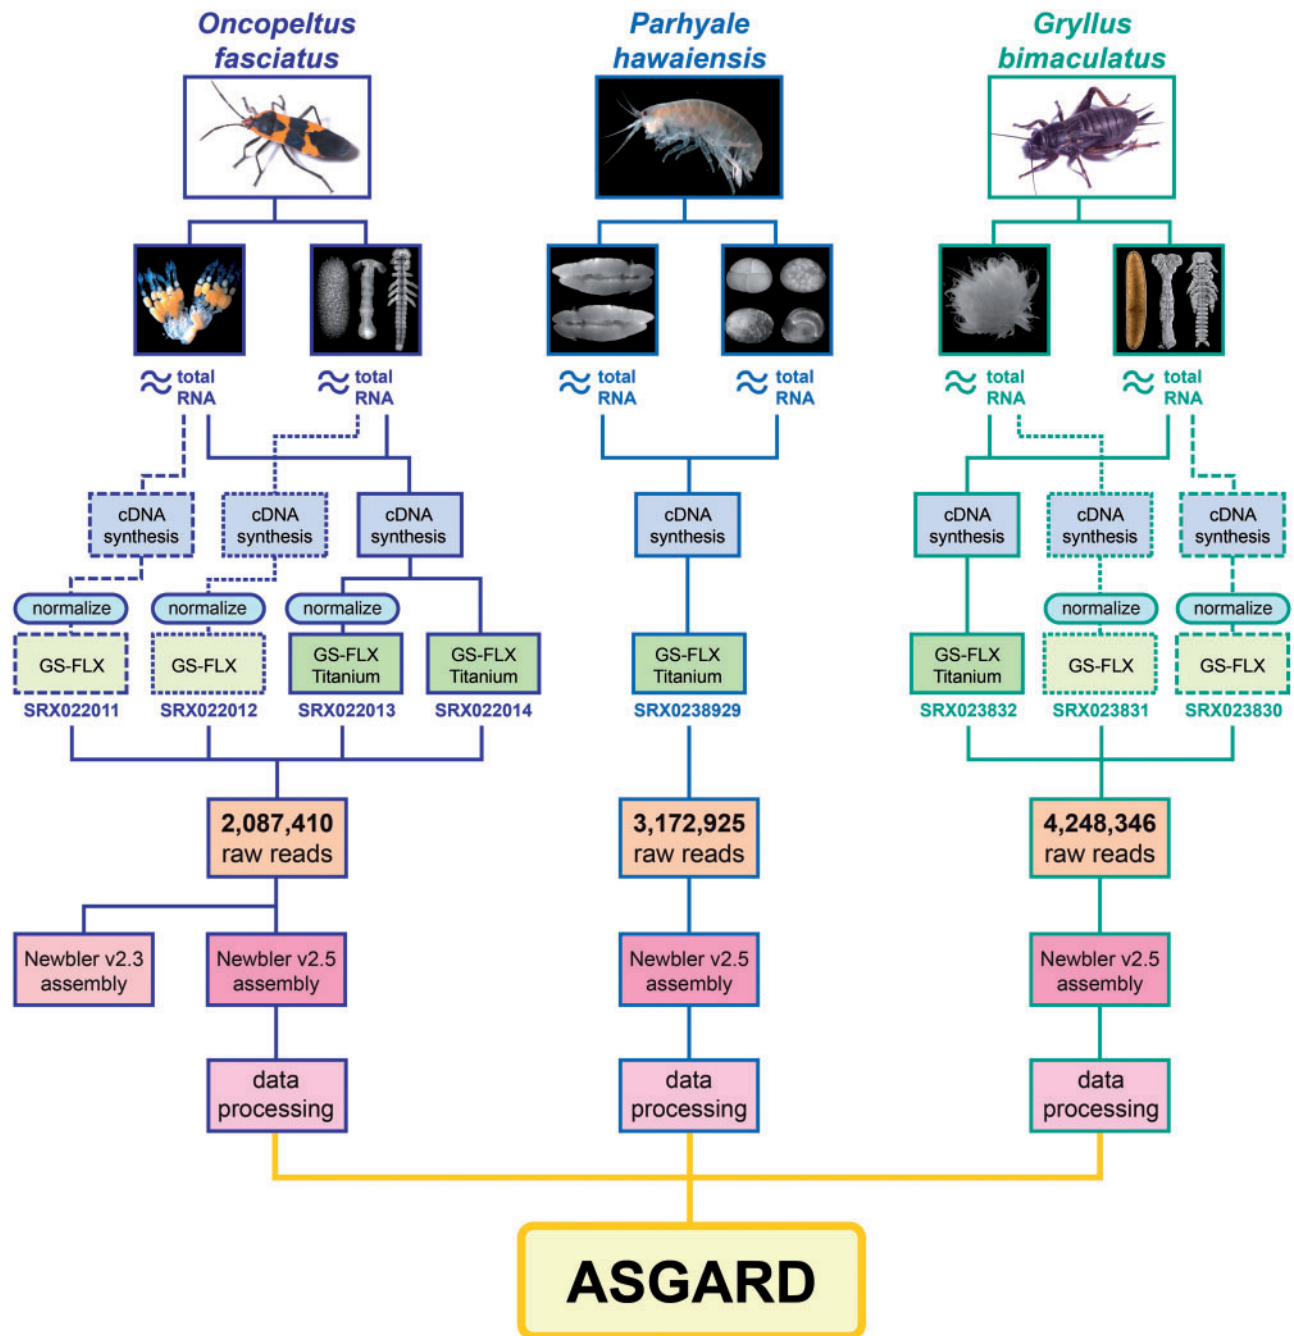 Oncopeltus
fasciatus
Parhyale
hawaiensis
Gryllus
bimaculatus
total
RNA
total
RNA
total
RNA
total
RNA
total
RNA
total
RNA
cDNA
synthesis
cDNA
synthesis
cDNA
synthesis
cDNA
synthesis
cDNA
synthesis
cDNA
synthesis
cDNA
synthesis
normalize
normalize
normalize
normalize
normalize
GS-FLX
GS-FLX
GS-FLX
Titanium
GS-FLX
Titanium
GS-FLX
Titanium
GS-FLX
Titanium
GS-FLX
GS-FLX
SRX022011
SRX022012
SRX022013
SRX022014
SRX0238929
SRX023832
SRX023831
SRX023830
2,087,410
raw reads
3,172,925
raw reads
4,248,346
raw reads
Newbler v2.3
assembly
Newbler v2.5
assembly
Newbler v2.5
assembly
Newbler v2.5
assembly
data
processing
data
processing
data
processing
ASGARD